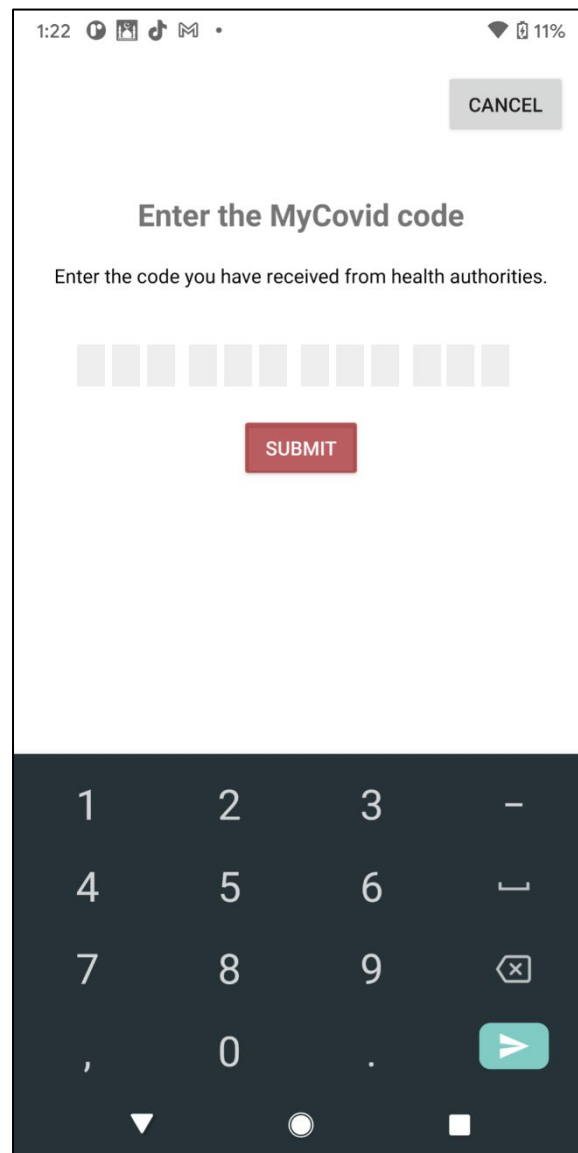 1:22 11%
CANCEL
Enter the MyCovid code
Enter the code you have received from health authorities.
SUBMIT
1 2 3 –
4 5 6
7 8 9
, 0 .